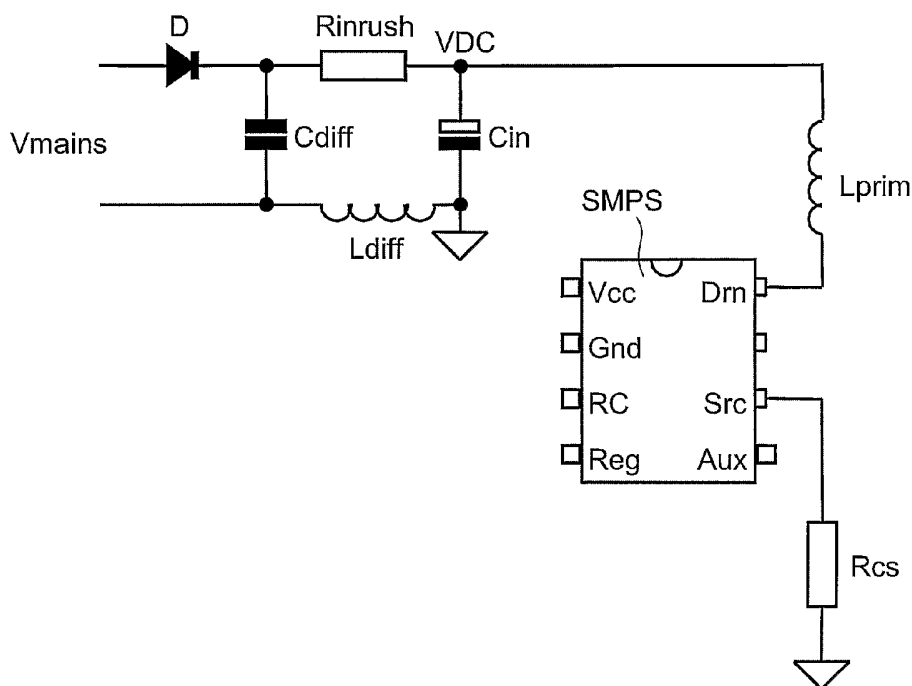 D
Rinrush
VDC
Vmains
Cdiff
Cin
Ldiff
Lprim
SMPS
Vcc
Drn
Gnd
RC
Src
Reg
Aux
Rcs